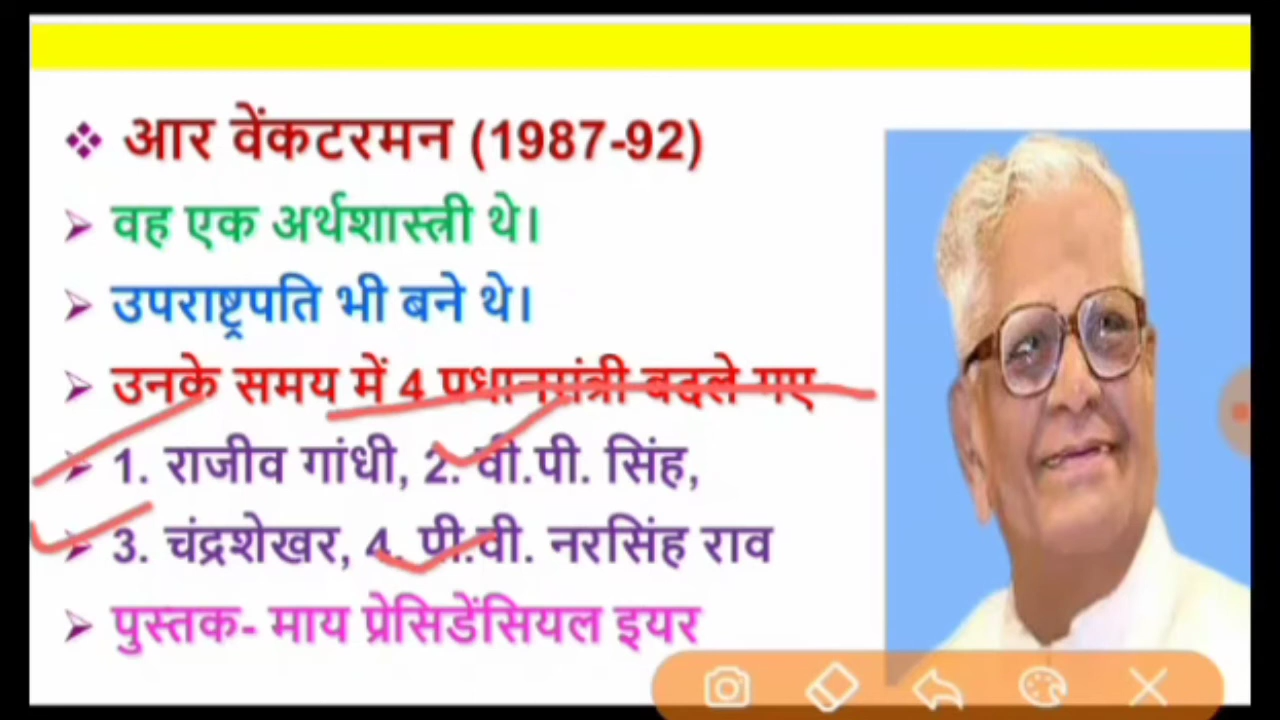 आर वेंकटरमन (1987-92)
वह एक अर्थशास्त्री थे।
उपराष्ट्रपति भी बने थे।
उनके समय में 4 प्रधानमंत्री बदले गए
1. राजीव गांधी, 2. वी.पी. सिंह,
3. चंद्रशेखर, 4. पी.वी. नरसिंह राव
पुस्तक- माय प्रेसिडेंसियल इयर